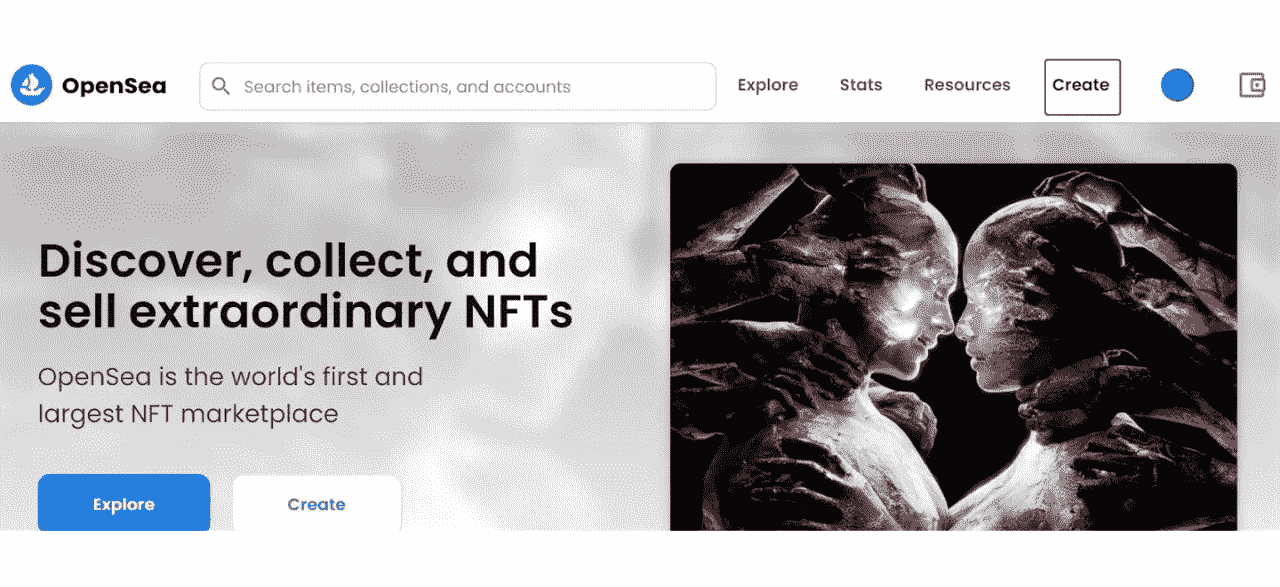 OpenSea
Search items, collections, and accounts
Explore
Stats
Resources
Create
Discover, collect, and
sell extraordinary NFTs
OpenSea is the world's first and
largest NFT marketplace
Explore
Create